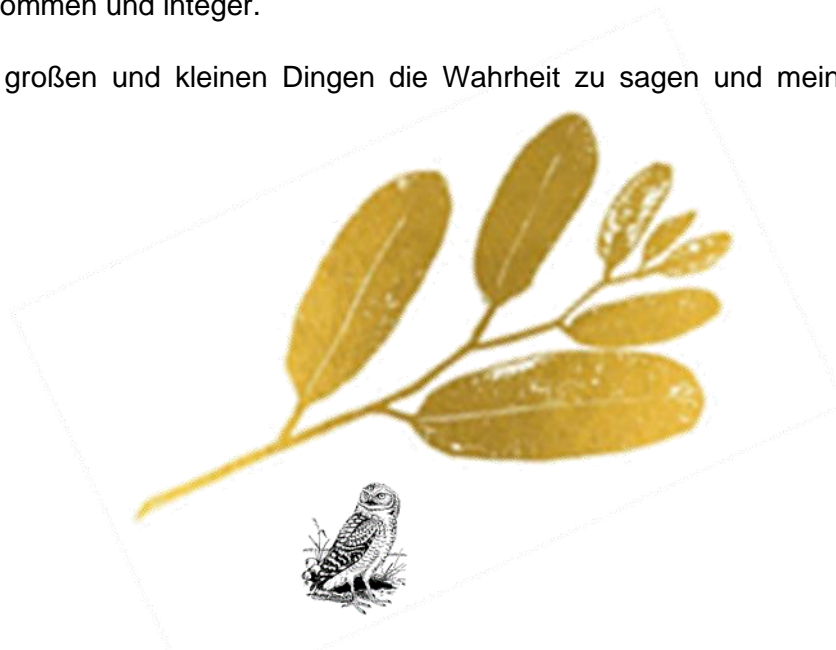 ommen und integer.
großen und kleinen Dingen die Wahrheit zu sagen und mein